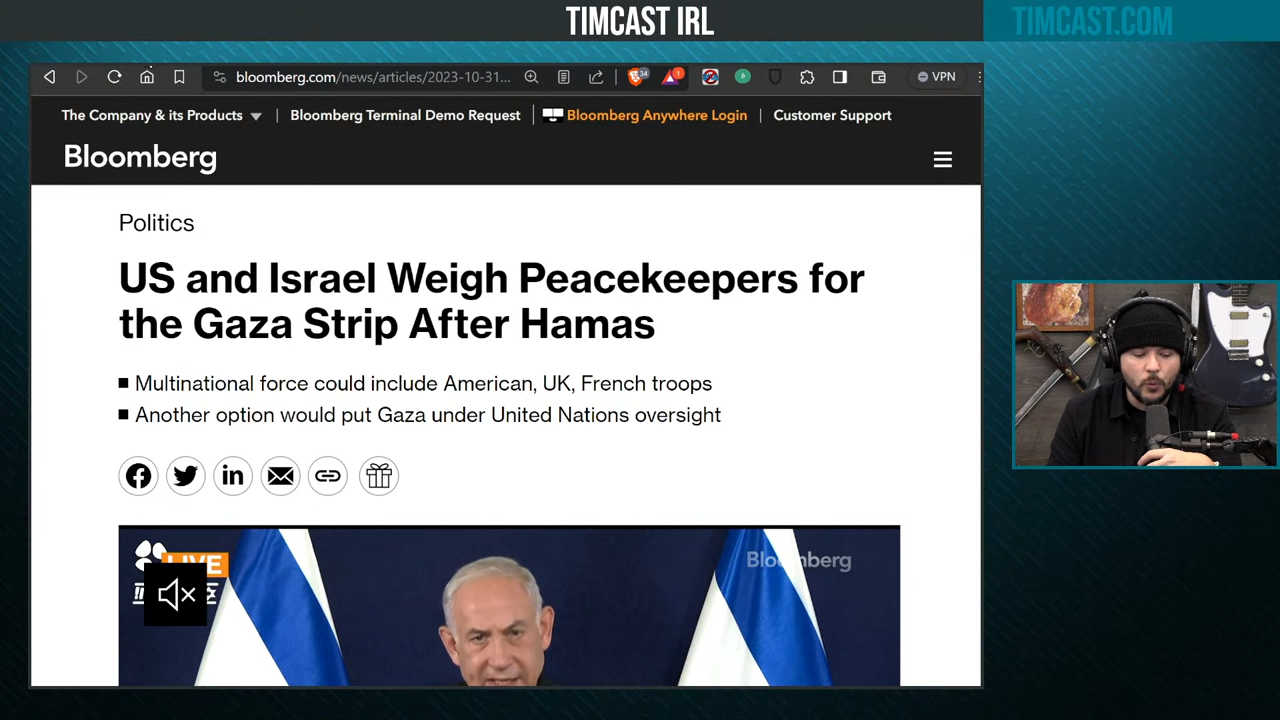 TIMCAST IRL
TIMCAST.COM
bloomberg.com/news/articles/2023-10-31...
34
1
VPN
The Company & its Products
Bloomberg Terminal Demo Request
Bloomberg Anywhere Login
Customer Support
Bloomberg
Politics
US and Israel Weigh Peacekeepers for
the Gaza Strip After Hamas
Multinational force could include American, UK, French troops
Another option would put Gaza under United Nations oversight
in
LIVE
Bloomberg